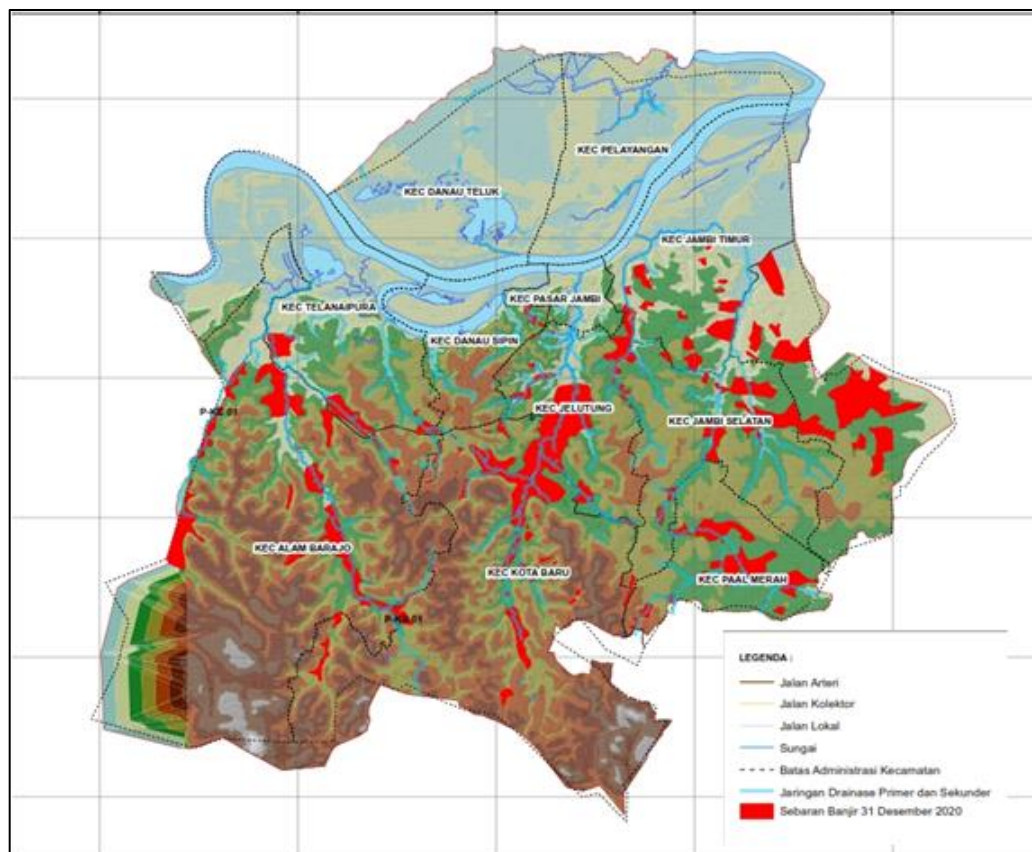 KEC PELAYANGAN
KEC DANAU TELUK
KEC JAMBI TIMUR
KEC TELANAIPURA
KEC PASAR JAMBI
KEC DANAU SIPIN
P-KE 01
KEC JELUTUNG
KEC JAMBI SELATAN
KEC ALAM BARAJO
KEC KOTA BARU
KEC PAAL MERAH
LEGENDA :
Jalan Arteri
Jalan Kolektor
Jalan Lokal
Sungai
Batas Administrasi Kecamatan
Jaringan Drainase Primer dan Sekunder
Sebaran Banjir 31 Desember 2020